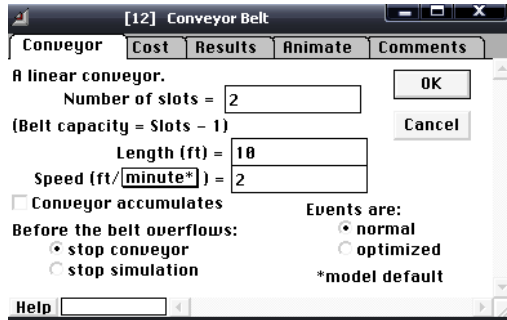 [12] Conveyor Belt
Conveyor Cost Results Animate Comments
A linear conveyor.
OK
Number of slots = 2
(Belt capacity = Slots - 1)
Cancel
Length (ft) = 10
Speed (ft/ minute* ) = 2
Conveyor accumulates
Events are:
Before the belt overflows:
normal
stop conveyor
optimized
stop simulation
*model default
Help